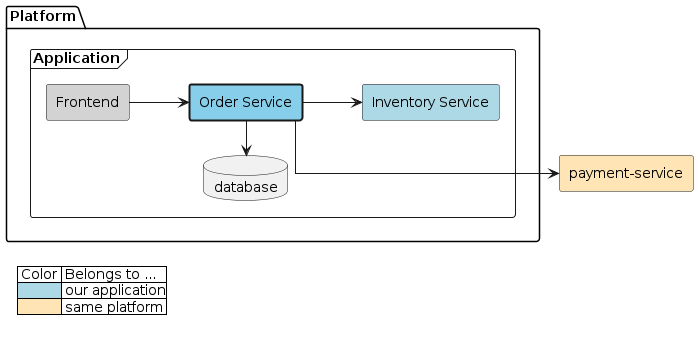 Platform
Application
Frontend
Order Service
Inventory Service
database
payment-service
Color Belongs to ...
our application
same platform